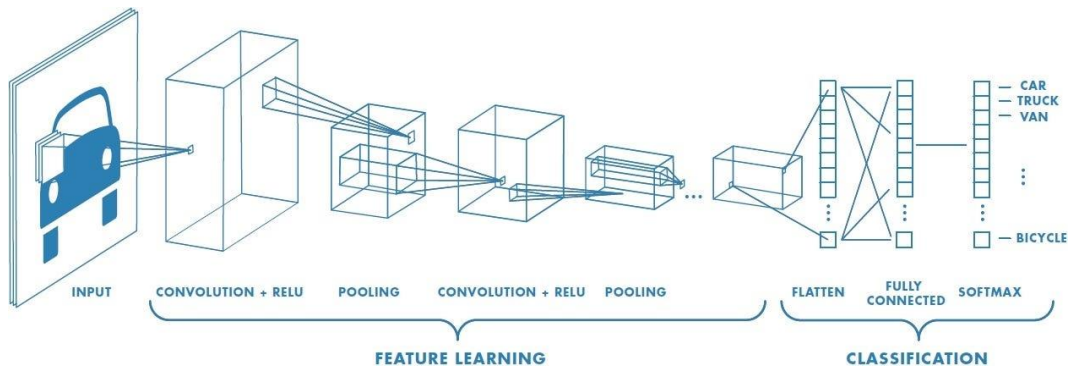 CAR
TRUCK
VAN
BICYCLE
INPUT
CONVOLUTION + RELU
POOLING
CONVOLUTION + RELU
POOLING
FLATTEN
FULLY
CONNECTED
SOFTMAX
FEATURE LEARNING
CLASSIFICATION